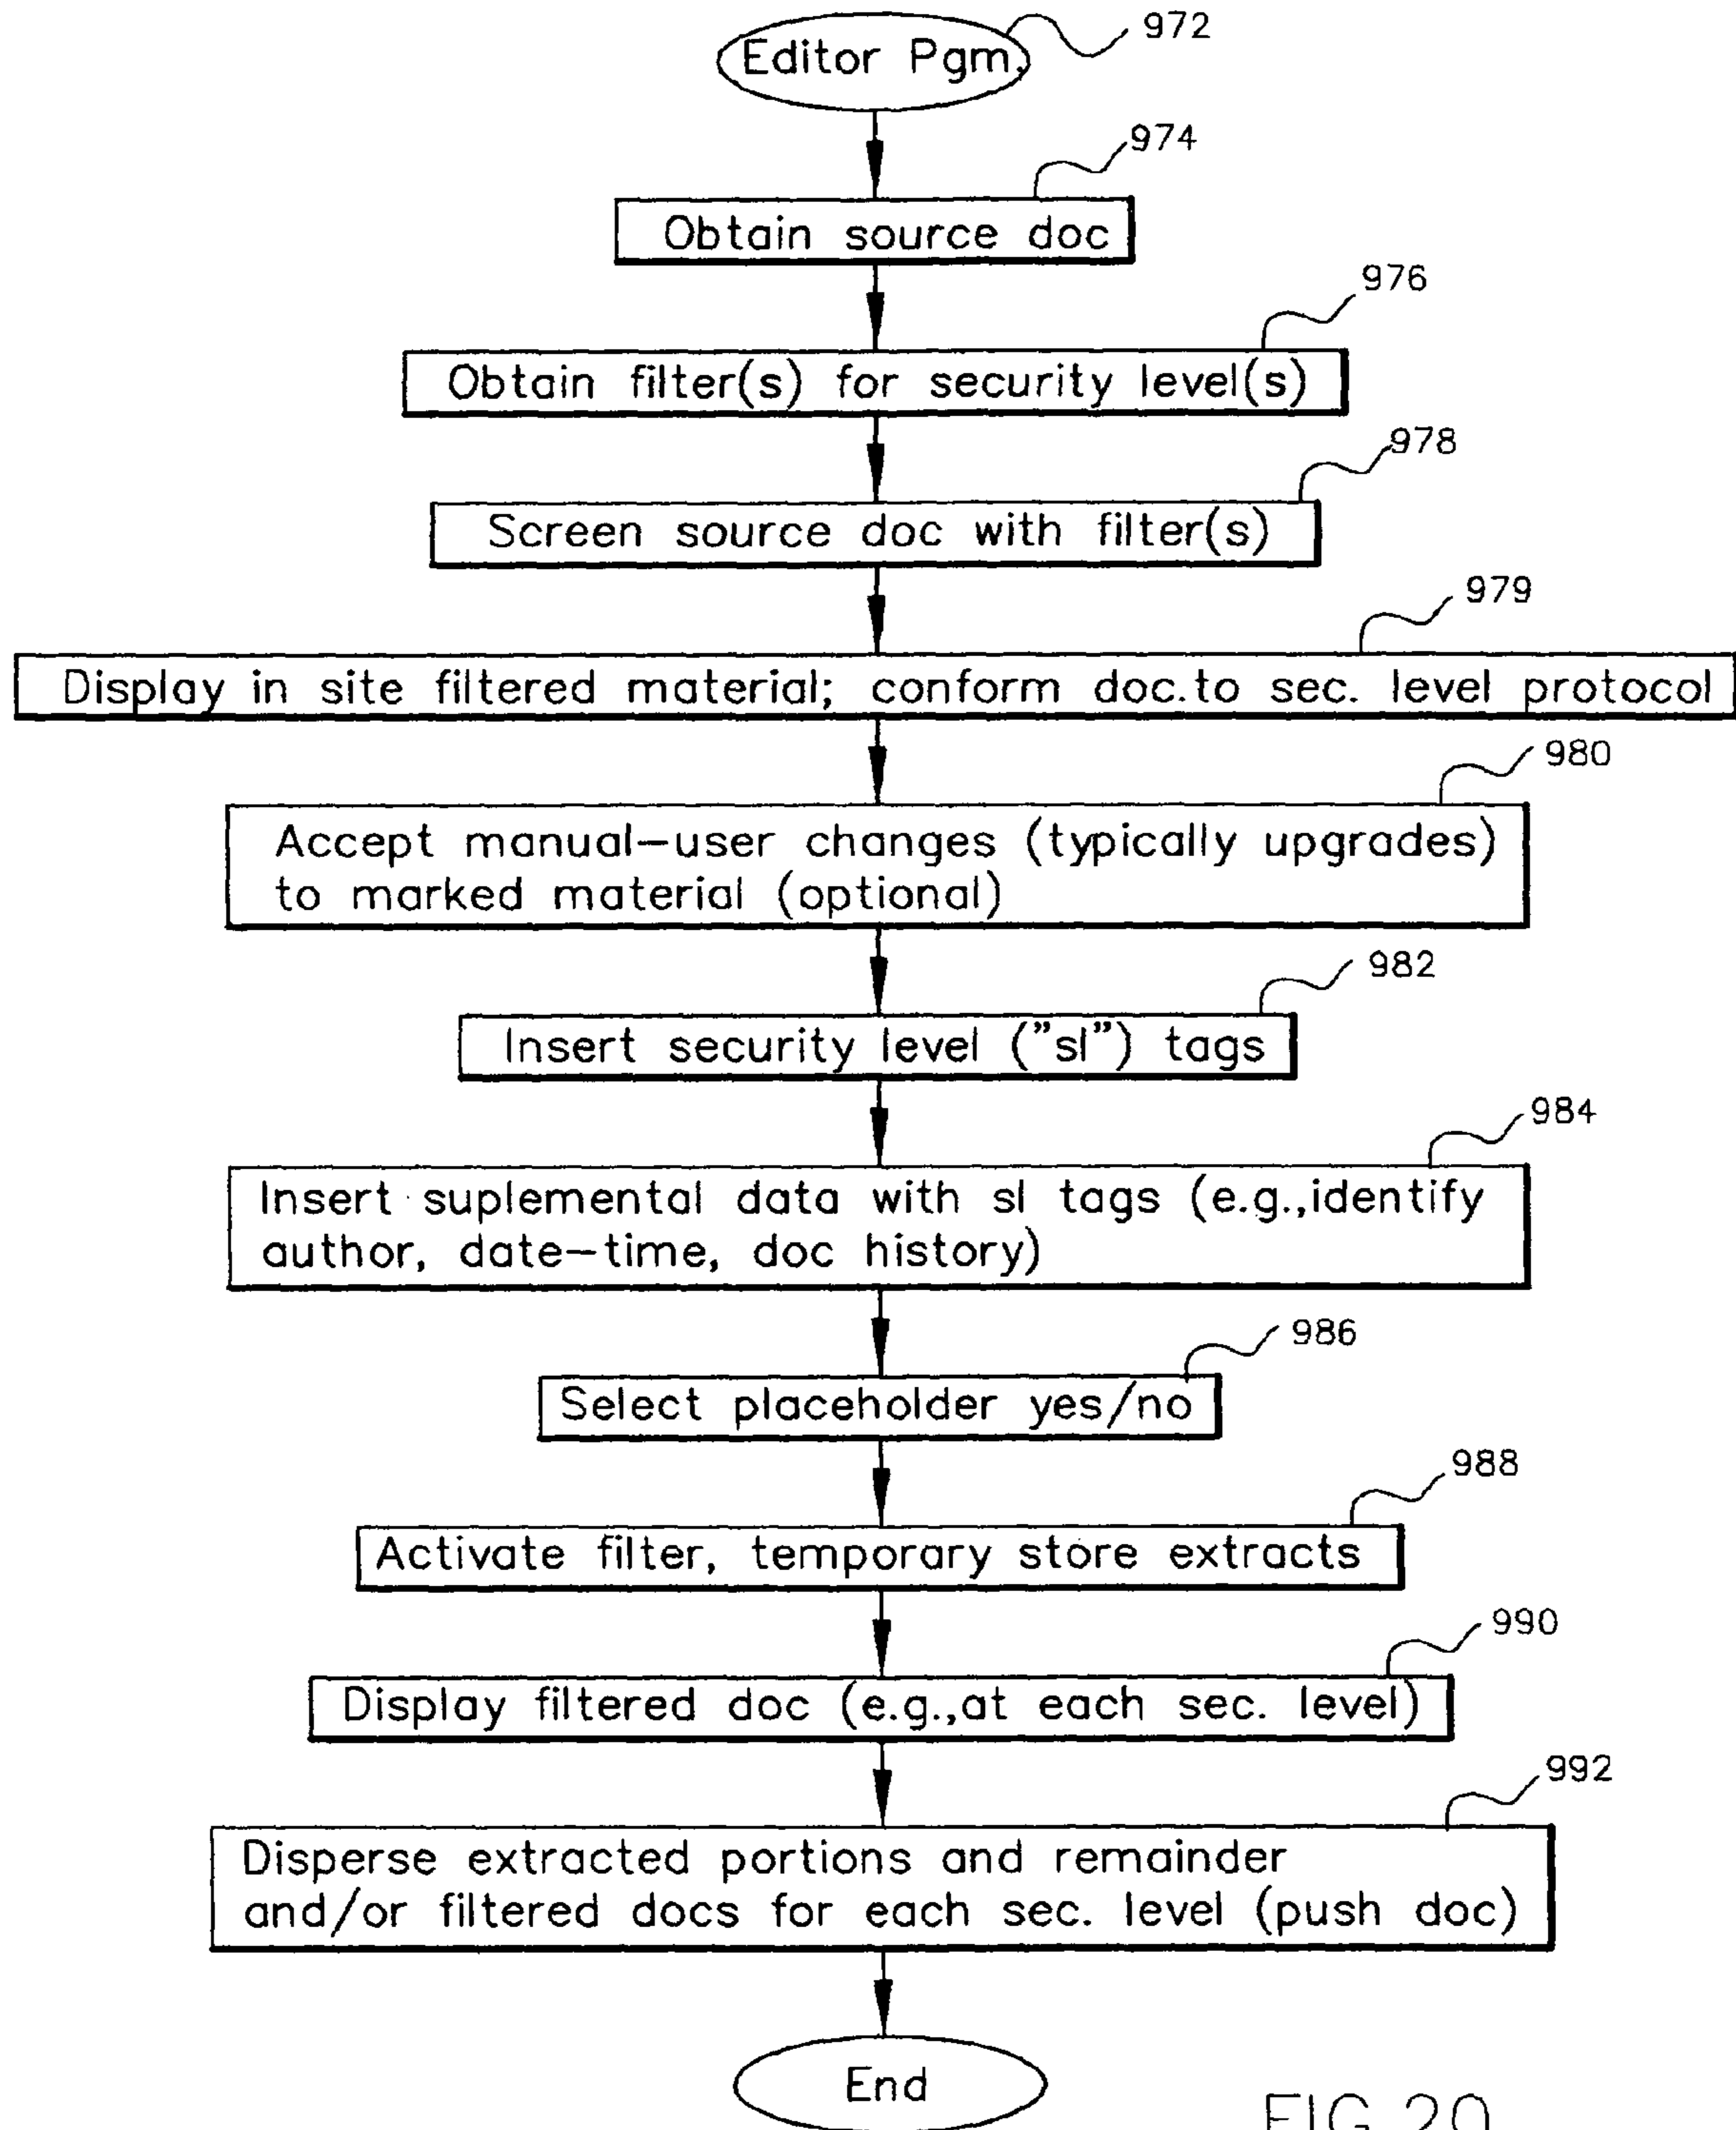 Editor Pgm.
972
974
Obtain source doc
976
Obtain filter(s) for security level(s)
978
Screen source doc with filter(s)
979
Display in site filtered material; conform doc.to sec. level protocol
980
Accept manual-user changes (typically upgrades)
to marked material (optional)
982
Insert security level ("sl") tags
984
Insert suplemental data with sl tags (e.g.,identify
author, date-time, doc history)
986
Select placeholder yes/no
988
Activate filter, temporary store extracts
990
Display filtered doc (e.g.,at each sec. level)
992
Disperse extracted portions and remainder
and/or filtered docs for each sec. level (push doc)
End
FIG 20